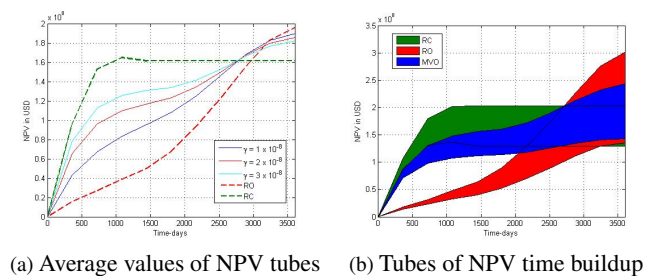 x 10^8
2
1.8
1.6
1.4
1.2
1
0.8
0.6
0.4
0.2
0
NPV in USD
γ = 1 x 10^-8
γ = 2 x 10^-8
γ = 3 x 10^-8
RO
RC
0 500 1000 1500 2000 2500 3000 3500
Time-days
(a) Average values of NPV tubes
x 10^8
3.5
3
2.5
2
1.5
1
0.5
0
NPV in USD
RC
RO
MVO
0 500 1000 1500 2000 2500 3000 3500
Time-days
(b) Tubes of NPV time buildup